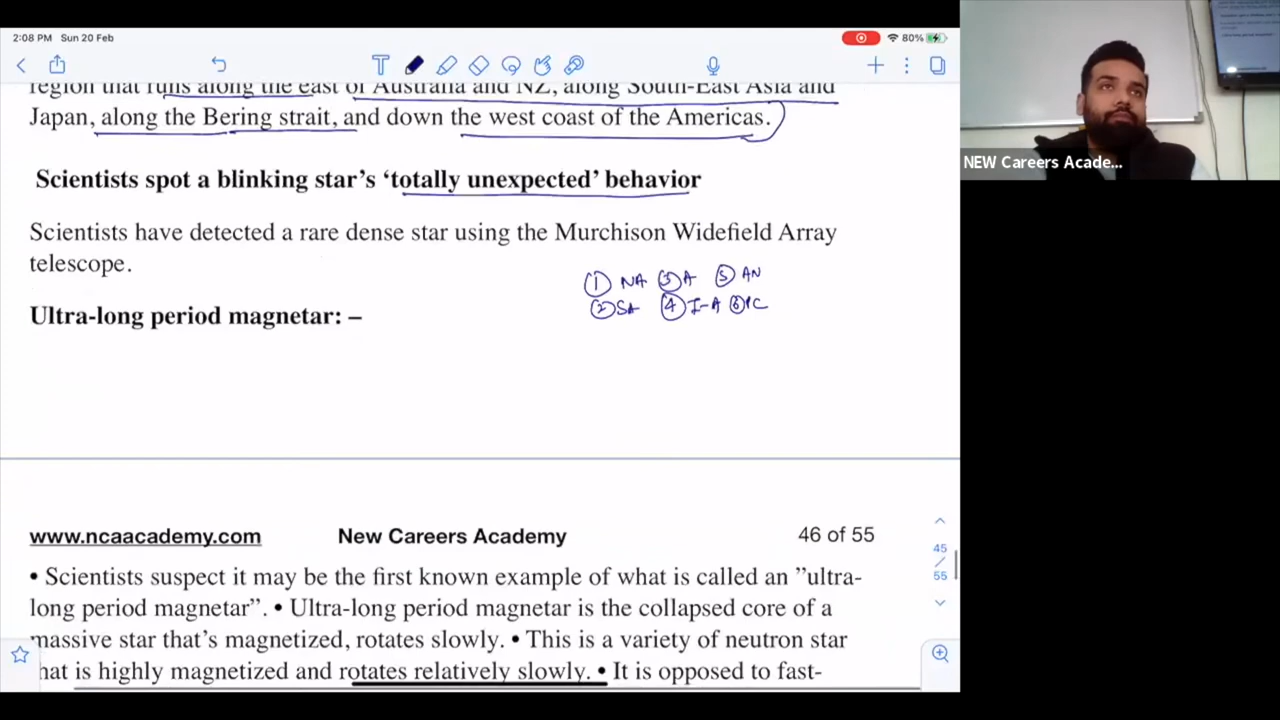 2:08 PM Sun 20 Feb
80%
region that runs along the east of Australia and NZ, along South-East Asia and
Japan, along the Bering strait, and down the west coast of the Americas.
Scientists spot a blinking star’s ‘totally unexpected’ behavior
Scientists have detected a rare dense star using the Murchison Widefield Array
telescope.
① NA ③ A ⑤ AN
② SA ④ I-A ⑥ PC
Ultra-long period magnetar: –
www.ncaacademy.com New Careers Academy 46 of 55
• Scientists suspect it may be the first known example of what is called an ”ultra-
long period magnetar”. • Ultra-long period magnetar is the collapsed core of a
massive star that’s magnetized, rotates slowly. • This is a variety of neutron star
that is highly magnetized and rotates relatively slowly. • It is opposed to fast-
45
/
55
NEW Careers Acade...